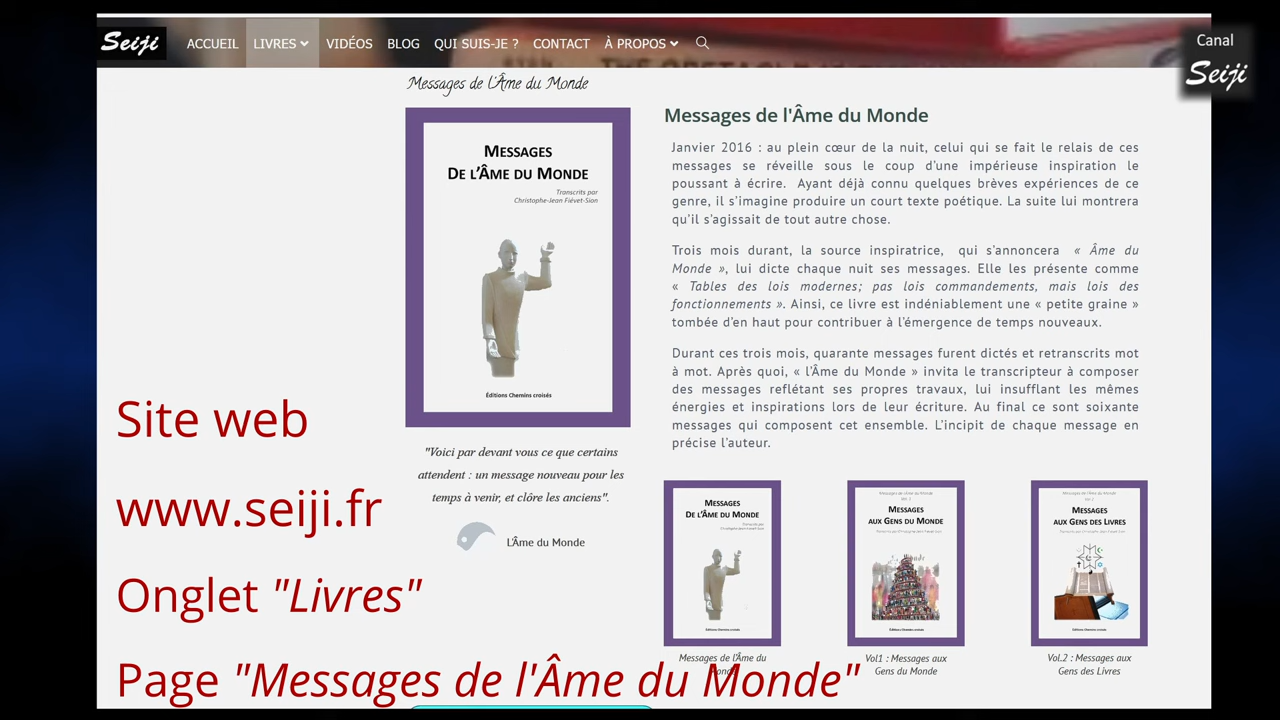 Seiji
ACCUEIL LIVRES VIDÉOS BLOG QUI SUIS-JE ? CONTACT À PROPOS
Canal
Seiji
Messages de L'Âme du Monde
MESSAGES
DE L'ÂME DU MONDE
Transcrits par
Christophe-Jean Fiévet-Sion
Éditions Chemins croisés
"Voici par devant vous ce que certains
attendent : un message nouveau pour les
temps à venir, et clôre les anciens".
L'Âme du Monde
Messages de l'Âme du Monde
Janvier 2016 : au plein cœur de la nuit, celui qui se fait le relais de ces
messages se réveille sous le coup d'une impérieuse inspiration le
poussant à écrire. Ayant déjà connu quelques brèves expériences de ce
genre, il s'imagine produire un court texte poétique. La suite lui montrera
qu'il s'agissait de tout autre chose.
Trois mois durant, la source inspiratrice, qui s'annoncera « Âme du
Monde », lui dicte chaque nuit ses messages. Elle les présente comme
« Tables des lois modernes; pas lois commandements, mais lois des
fonctionnements ». Ainsi, ce livre est indéniablement une « petite graine »
tombée d'en haut pour contribuer à l'émergence de temps nouveaux.
Durant ces trois mois, quarante messages furent dictés et retranscrits mot
à mot. Après quoi, « l'Âme du Monde » invita le transcripteur à composer
des messages reflétant ses propres travaux, lui insufflant les mêmes
énergies et inspirations lors de leur écriture. Au final ce sont soixante
messages qui composent cet ensemble. L'incipit de chaque message en
précise l'auteur.
MESSAGES
DE L'ÂME DU MONDE
Éditions Chemins croisés
Messages de l'Âme du
MESSAGES
AUX GENS DU MONDE
Éditions Chemins croisés
Vol1 : Messages aux
Gens du Monde
MESSAGES
AUX GENS DES LIVRES
Éditions Chemins croisés
Vol.2 : Messages aux
Gens des Livres
Site web
www.seiji.fr
Onglet "Livres"
Page "Messages de l'Âme du Monde"